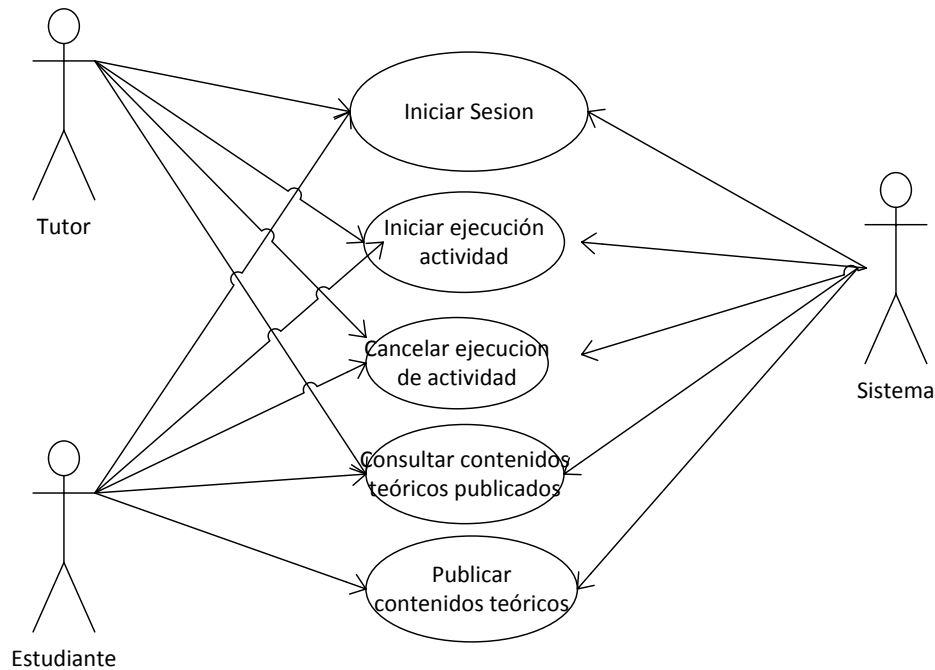 Iniciar Sesion
Tutor
Iniciar ejecución
actividad
Cancelar ejecucion
de actividad
Sistema
Consultar contenidos
teóricos publicados
Publicar
contenidos teóricos
Estudiante